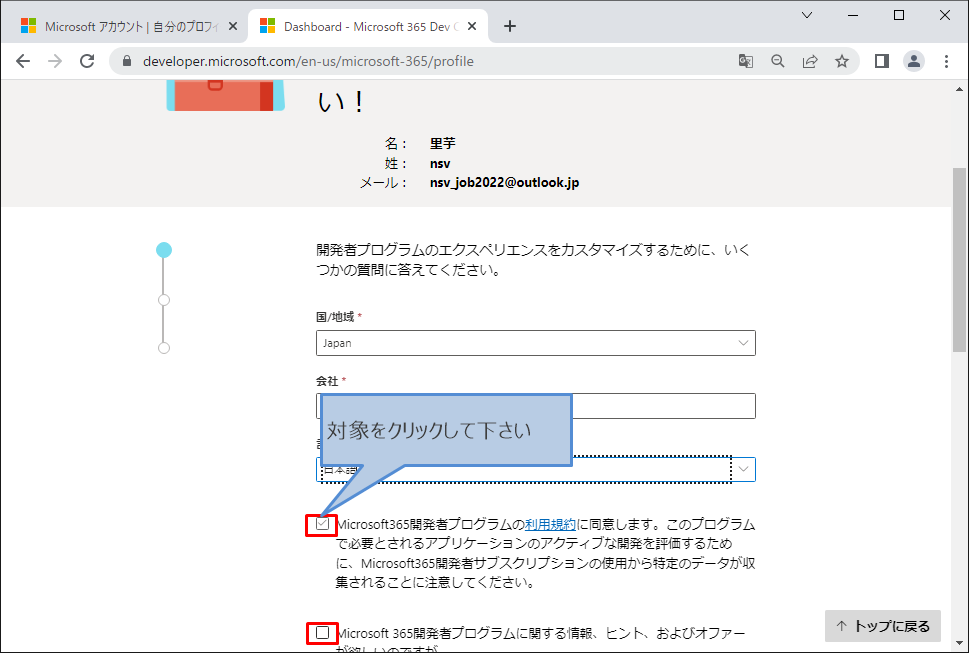 Microsoft アカウント | 自分のプロフィ
Dashboard - Microsoft 365 Dev
developer.microsoft.com/en-us/microsoft-365/profile
い！
名： 里芋
姓： nsv
メール： nsv_job2022@outlook.jp
開発者プログラムのエクスペリエンスをカスタマイズするために、いく
つかの質問に答えてください。
国/地域 *
Japan
会社 *
対象をクリックして下さい
日本語
Microsoft365開発者プログラムの利用規約に同意します。このプログラム
で必要とされるアプリケーションのアクティブな開発を評価するため
に、Microsoft365開発者サブスクリプションの使用から特定のデータが収
集されることに注意してください。
Microsoft 365開発者プログラムに関する情報、ヒント、およびオファー
が欲しいのですが
↑ トップに戻る